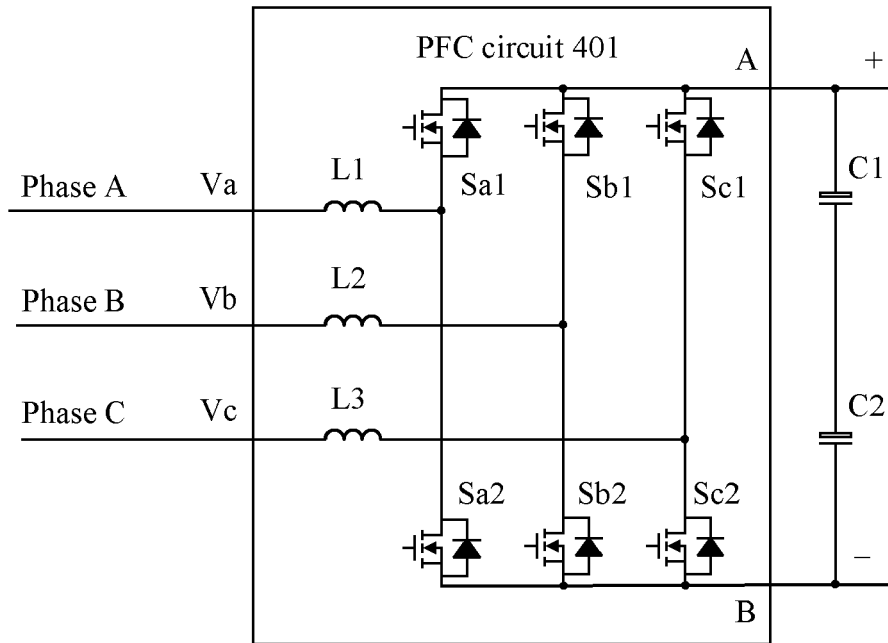 PFC circuit 401
A
+
Sa1
Sb1
Sc1
C1
Phase A
Va
L1
Phase B
Vb
L2
Phase C
Vc
L3
C2
Sa2
Sb2
Sc2
–
B